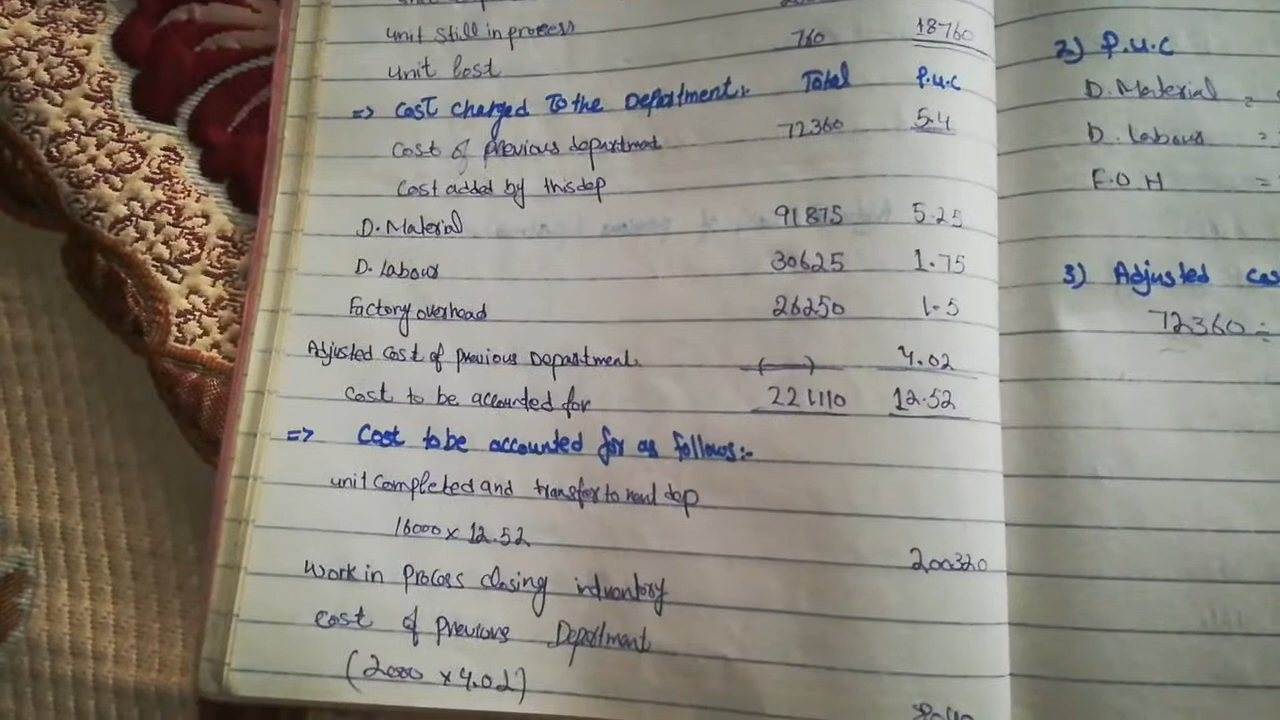 unit still in process
unit lost 760 18760
=> Cost charged To the Department:- Total P.U.C
Cost of previous department 72360 5.4
Cost added by this dep
D. Material 91875 5.25
D. Labour 30625 1.75
Factory overhead 26250 1.5
Adjusted Cost of previous Department. 4.02
Cost to be accounted for 221110 12.52
=> Cost to be accounted for as follows:-
unit Completed and transfer to next dep
16000 x 12.52 200320
Work in Process closing indventory
Cost of previous Department
(2000 x 4.02)
2) P.U.C
D. Material =
D. Labour =
F.O.H =
3) Adjusted
72360 ÷